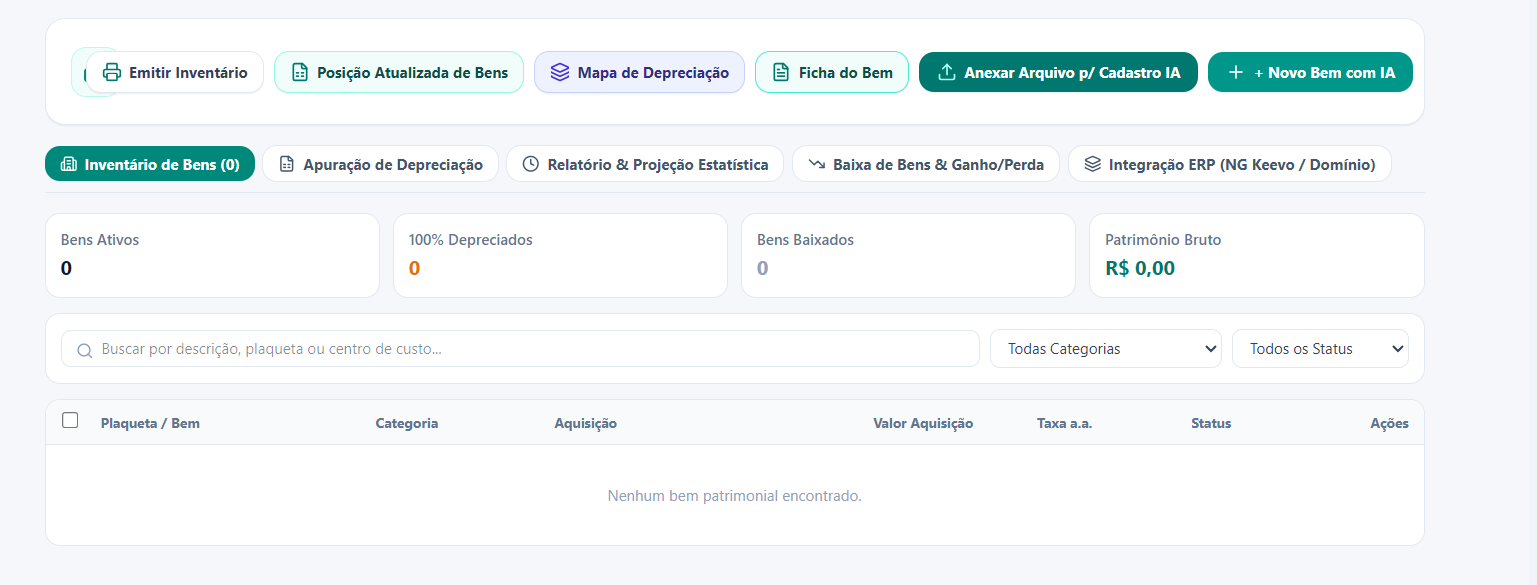 Emitir Inventário
Posição Atualizada de Bens
Mapa de Depreciação
Ficha do Bem
Anexar Arquivo p/ Cadastro IA
+ Novo Bem com IA
Inventário de Bens (0)
Apuração de Depreciação
Relatório & Projeção Estatística
Baixa de Bens & Ganho/Perda
Integração ERP (NG Keevo / Domínio)
Bens Ativos
0
100% Depreciados
0
Bens Baixados
0
Patrimônio Bruto
R$ 0,00
Buscar por descrição, plaqueta ou centro de custo...
Todas Categorias
Todos os Status
Plaqueta / Bem
Categoria
Aquisição
Valor Aquisição
Taxa a.a.
Status
Ações
Nenhum bem patrimonial encontrado.